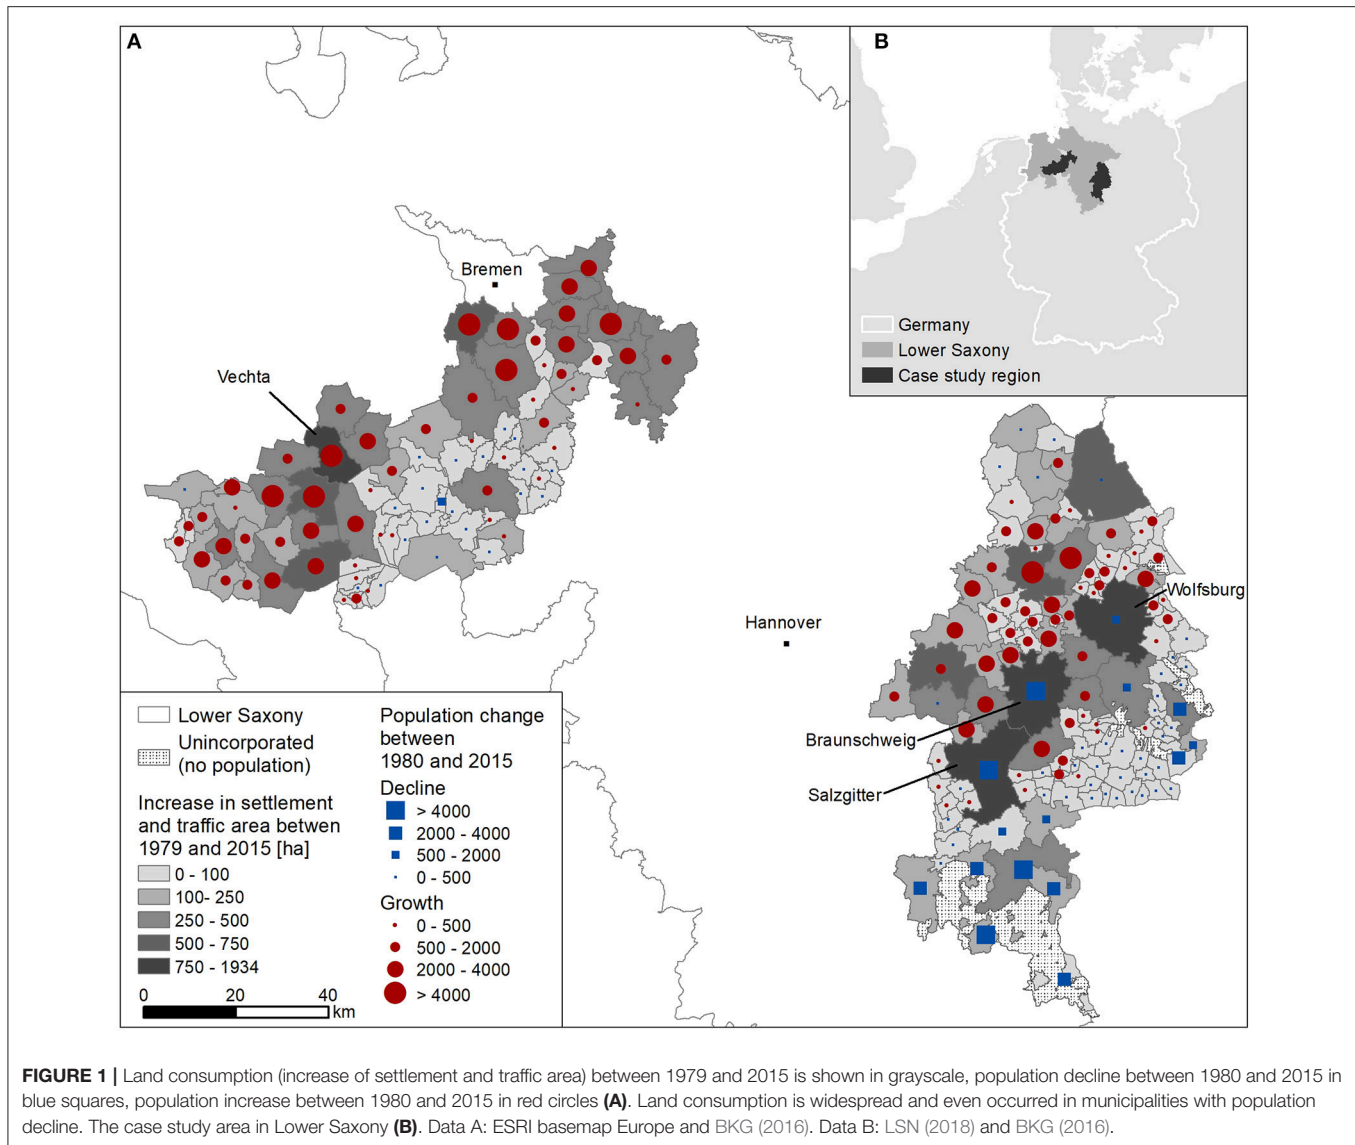 A
B
Germany
Lower Saxony
Case study region
Bremen
Vechta
Hannover
Wolfsburg
Braunschweig
Salzgitter
Lower Saxony
Unincorporated
(no population)
Increase in settlement
and traffic area betwen
1979 and 2015 [ha]
0 - 100
100- 250
250 - 500
500 - 750
750 - 1934
0 20 40
km
Population change
between
1980 and 2015
Decline
> 4000
2000 - 4000
500 - 2000
0 - 500
Growth
0 - 500
500 - 2000
2000 - 4000
> 4000
FIGURE 1 | Land consumption (increase of settlement and traffic area) between 1979 and 2015 is shown in grayscale, population decline between 1980 and 2015 in
blue squares, population increase between 1980 and 2015 in red circles (A). Land consumption is widespread and even occurred in municipalities with population
decline. The case study area in Lower Saxony (B). Data A: ESRI basemap Europe and BKG (2016). Data B: LSN (2018) and BKG (2016).